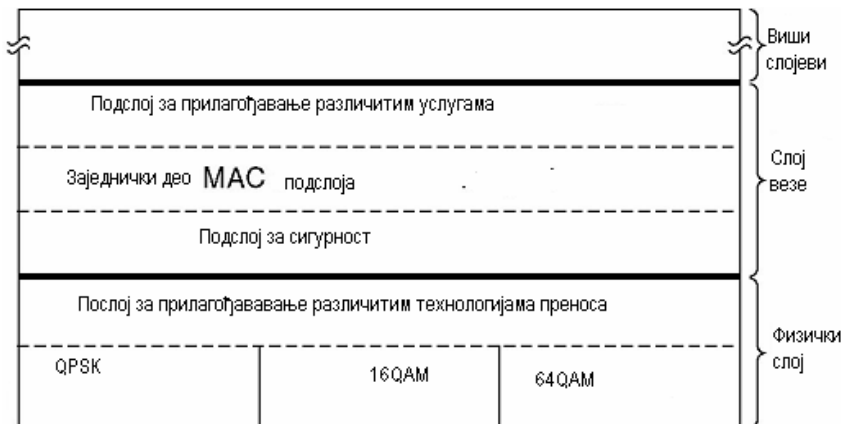 Виши
слојеви
Подслој за прилагођавање различитим услугама
Заједнички део MAC подслоја
Слој
везе
Подслој за сигурност
Послој за прилагођававање различитим технологијама преноса
Физички
слој
QPSK
16QAM
64QAM